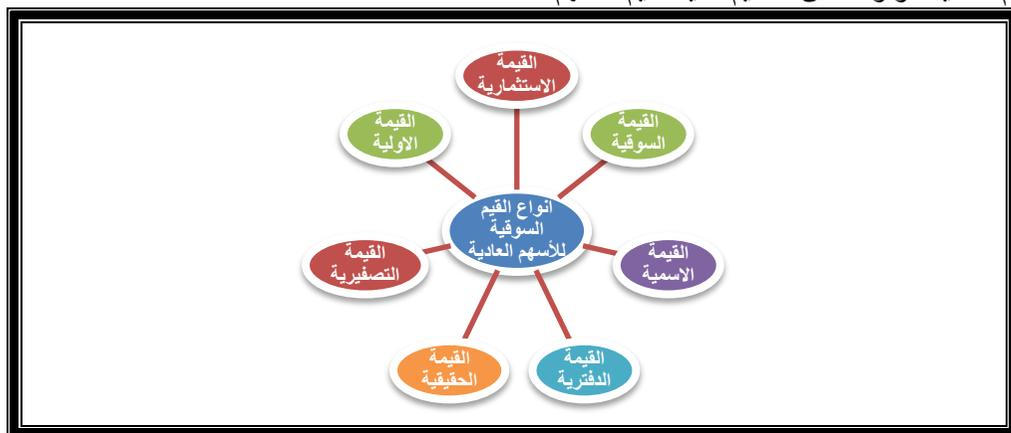 القيمة
الاستثمارية
القيمة
السوقية
القيمة
الاسمية
القيمة
الدفترية
القيمة
الحقيقية
القيمة
التصفيرية
القيمة
الاولية
انواع القيم
السوقية
للأسهم العادية